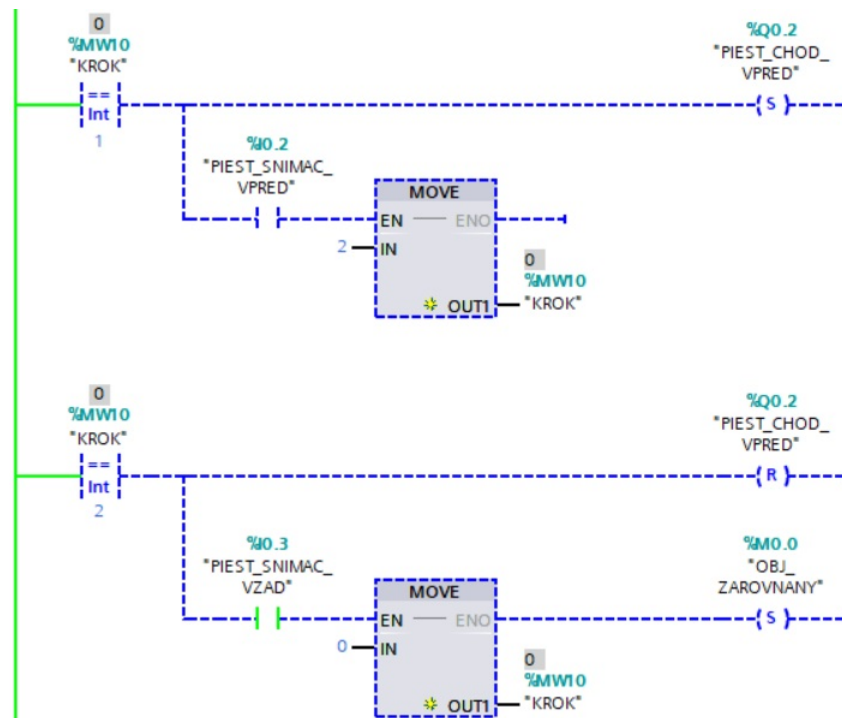 0
%MW10
"KROK"
==
Int
1
%Q0.2
"PIEST_CHOD_
VPRED"
S
%I0.2
"PIEST_SNIMAC_
VPRED"
MOVE
EN ENO
2 IN
OUT1
0
%MW10
"KROK"
0
%MW10
"KROK"
==
Int
2
%Q0.2
"PIEST_CHOD_
VPRED"
R
%I0.3
"PIEST_SNIMAC_
VZAD"
MOVE
EN ENO
0 IN
OUT1
0
%MW10
"KROK"
%M0.0
"OBJ_
ZAROVNANY"
S